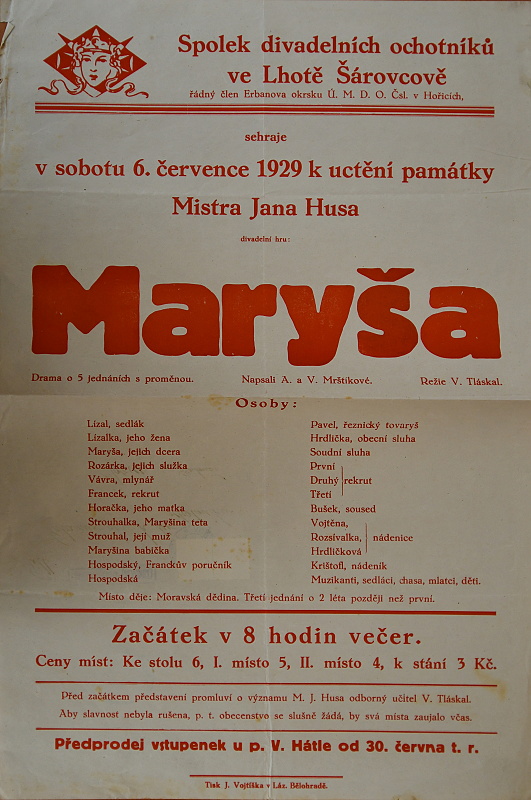 Spolek divadelních ochotníků
ve Lhotě Šárovcově
řádný člen Erbanova okrsku Ú. M. D. O. Čsl. v Hořicích,
sehraje
v sobotu 6. července 1929 k uctění památky
Mistra Jana Husa
divadelní hru:
Maryša
Drama o 5 jednáních s proměnou. Napsali A. a V. Mrštíkové. Režie V. Tláskal.
Osoby:
Lízal, sedlák
Lízalka, jeho žena
Maryša, jejich dcera
Rozárka, jejich služka
Vávra, mlynář
Francek, rekrut
Horačka, jeho matka
Strouhalka, Maryšina teta
Strouhal, její muž
Maryšina babička
Hospodský, Franckův poručník
Hospodská
Pavel, řeznický tovaryš
Hrdlička, obecní sluha
Soudní sluha
První
Druhý rekrut
Třetí
Bušek, soused
Vojtěna,
Rozsívalka, nádenice
Hrdličková
Krištofl, nádeník
Muzikanti, sedláci, chasa, mlatci, děti.
Místo děje: Moravská dědina. Třetí jednání o 2 léta později než první.
Začátek v 8 hodin večer.
Ceny míst: Ke stolu 6, I. místo 5, II. místo 4, k stání 3 Kč.
Před začátkem představení promluví o významu M. J. Husa odborný učitel V. Tláskal.
Aby slavnost nebyla rušena, p. t. obecenstvo se slušně žádá, by svá místa zaujalo včas.
Předprodej vstupenek u p. V. Hátle od 30. června t. r.
Tisk J. Vojtíška v Láz. Bělohradě.